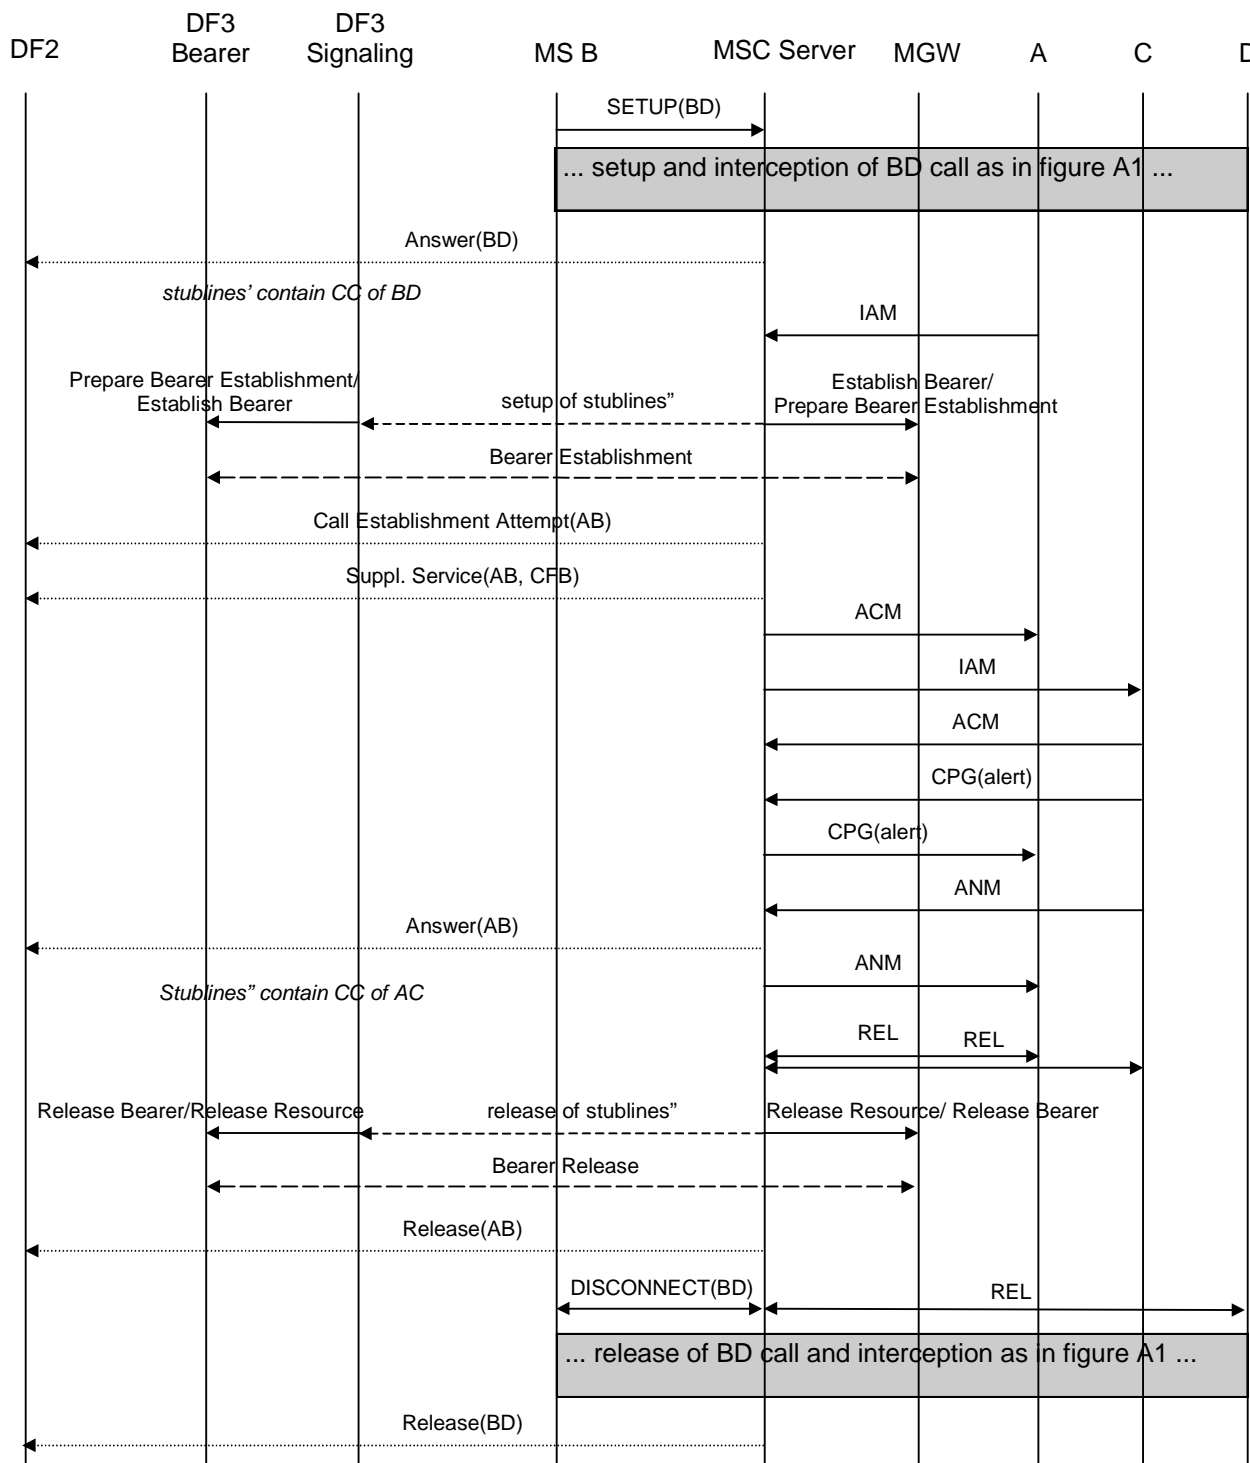 DF2
DF3
Bearer
DF3
Signaling
MS B
MSC Server
MGW
A
C
D
SETUP(BD)
... setup and interception of BD call as in figure A1 ...
Answer(BD)
stublines’ contain CC of BD
IAM
Prepare Bearer Establishment/
Establish Bearer
setup of stublines”
Establish Bearer/
Prepare Bearer Establishment
Bearer Establishment
Call Establishment Attempt(AB)
Suppl. Service(AB, CFB)
ACM
IAM
ACM
CPG(alert)
CPG(alert)
ANM
Answer(AB)
ANM
Stublines” contain CC of AC
REL
REL
Release Bearer/Release Resource
release of stublines”
Release Resource/ Release Bearer
Bearer Release
Release(AB)
DISCONNECT(BD)
REL
... release of BD call and interception as in figure A1 ...
Release(BD)